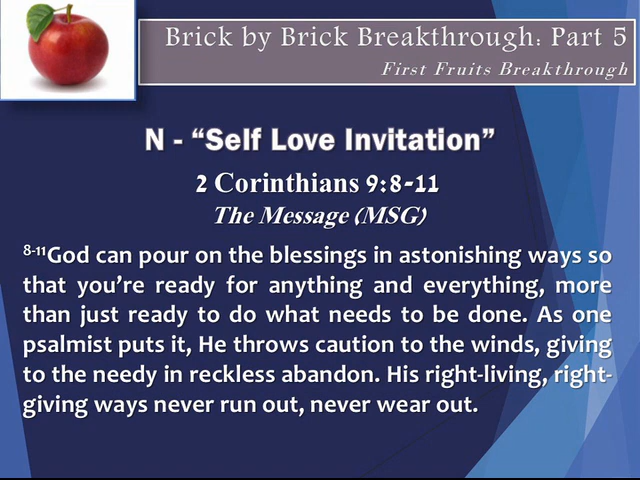 Brick by Brick Breakthrough: Part 5
First Fruits Breakthrough
N - “Self Love Invitation”
2 Corinthians 9:8-11
The Message (MSG)
8-11God can pour on the blessings in astonishing ways so
that you’re ready for anything and everything, more
than just ready to do what needs to be done. As one
psalmist puts it, He throws caution to the winds, giving
to the needy in reckless abandon. His right-living, right-
giving ways never run out, never wear out.